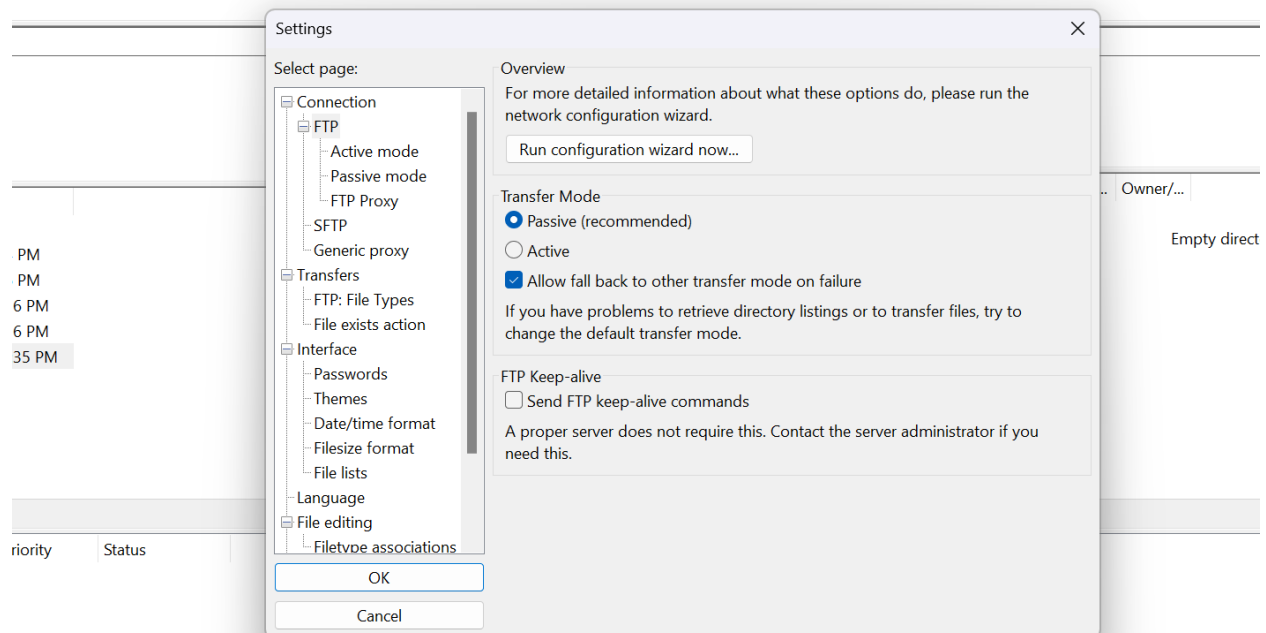 Settings
Select page:
Connection
FTP
Active mode
Passive mode
FTP Proxy
SFTP
Generic proxy
Transfers
FTP: File Types
File exists action
Interface
Passwords
Themes
Date/time format
Filesize format
File lists
Language
File editing
Filetype associations
OK
Cancel
Overview
For more detailed information about what these options do, please run the
network configuration wizard.
Run configuration wizard now...
Transfer Mode
Passive (recommended)
Active
Allow fall back to other transfer mode on failure
If you have problems to retrieve directory listings or to transfer files, try to
change the default transfer mode.
FTP Keep-alive
Send FTP keep-alive commands
A proper server does not require this. Contact the server administrator if you
need this.
PM
PM
6 PM
6 PM
35 PM
riority
Status
.. Owner/...
Empty direct